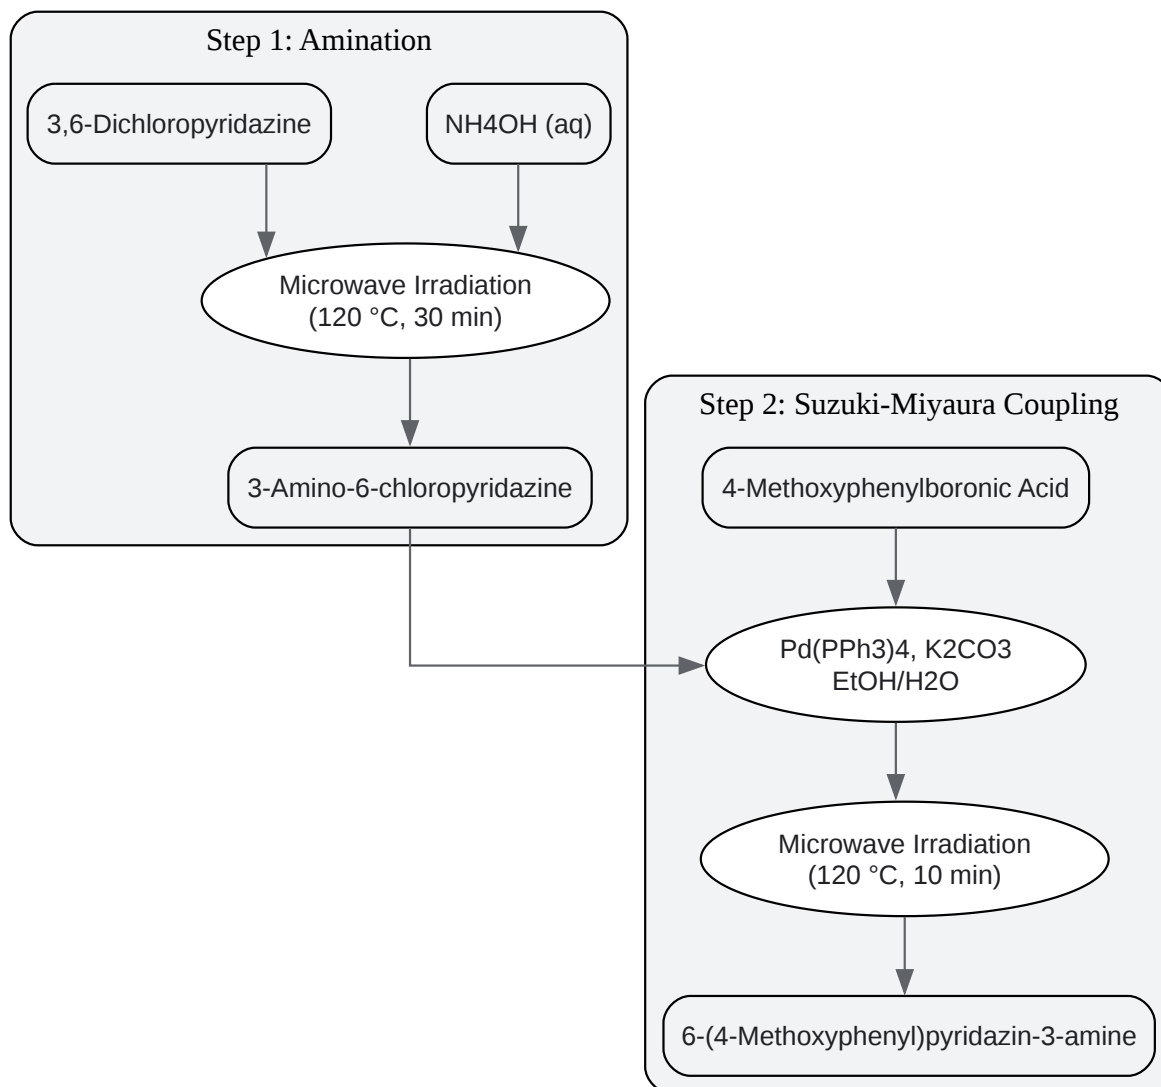 Step 1: Amination
3,6-Dichloropyridazine
NH4OH (aq)
Microwave Irradiation
(120 °C, 30 min)
3-Amino-6-chloropyridazine
Step 2: Suzuki-Miyaura Coupling
4-Methoxyphenylboronic Acid
Pd(PPh3)4, K2CO3
EtOH/H2O
Microwave Irradiation
(120 °C, 10 min)
6-(4-Methoxyphenyl)pyridazin-3-amine